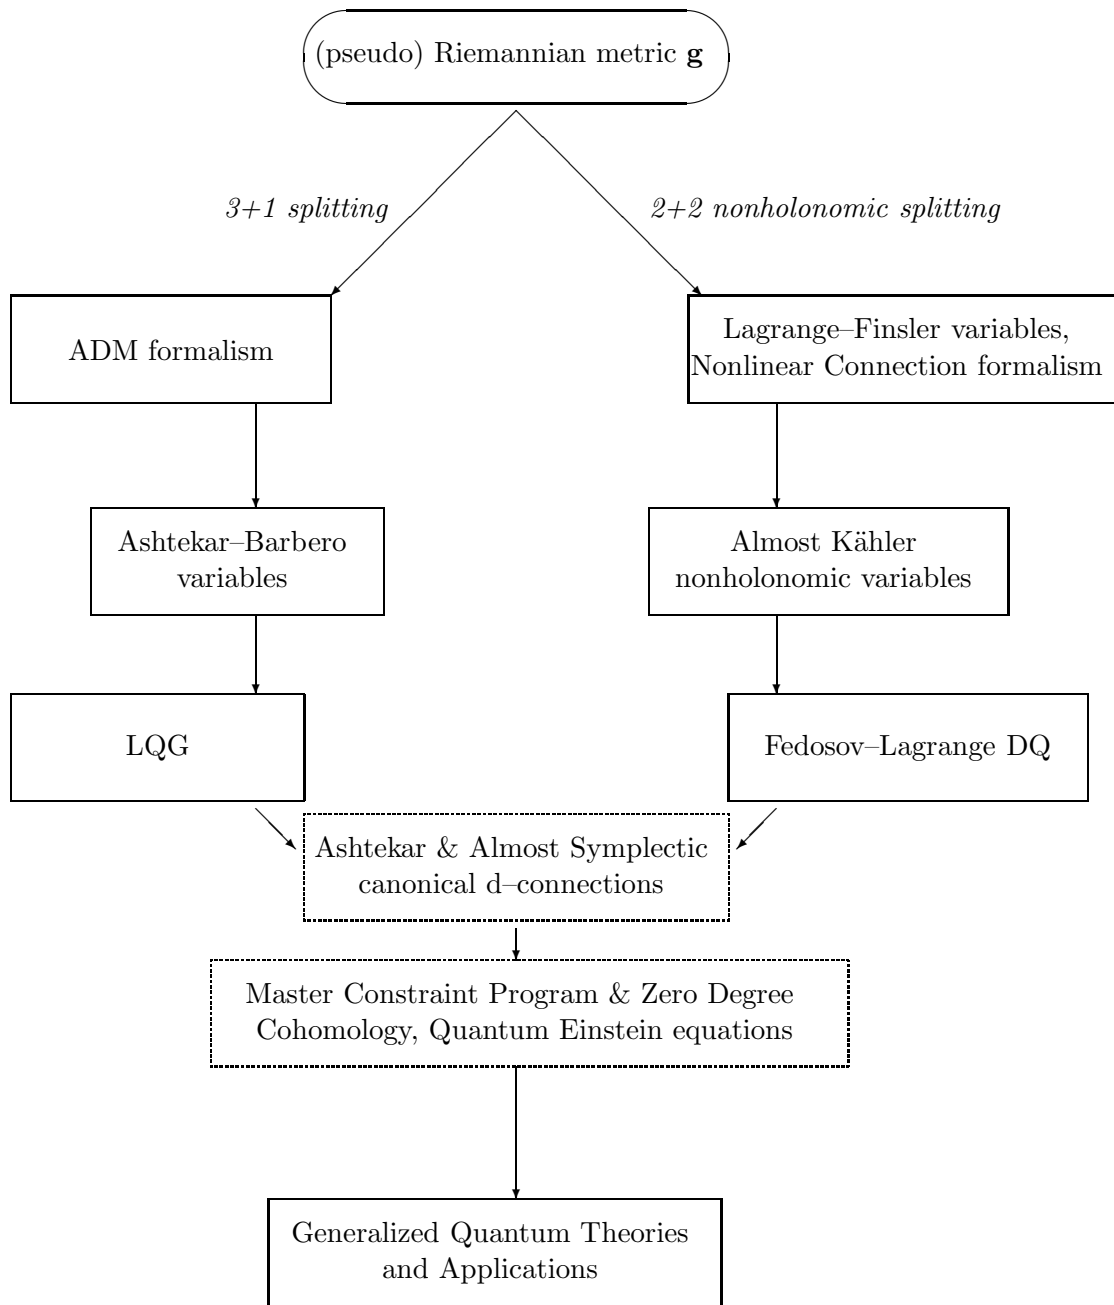 (pseudo) Riemannian metric g
3+1 splitting
2+2 nonholonomic splitting
ADM formalism
Lagrange–Finsler variables,
Nonlinear Connection formalism
Ashtekar–Barbero
variables
Almost Kähler
nonholonomic variables
LQG
Fedosov–Lagrange DQ
Ashtekar & Almost Symplectic
canonical d–connections
Master Constraint Program & Zero Degree
Cohomology, Quantum Einstein equations
Generalized Quantum Theories
and Applications